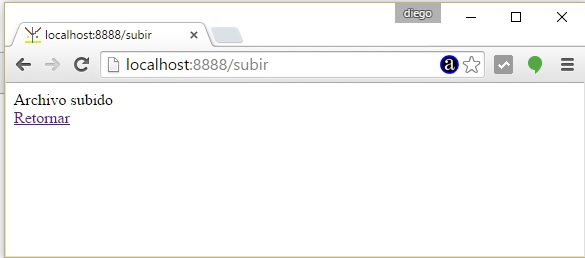 diego
localhost:8888/subir
localhost:8888/subir
a
Archivo subido
Retornar